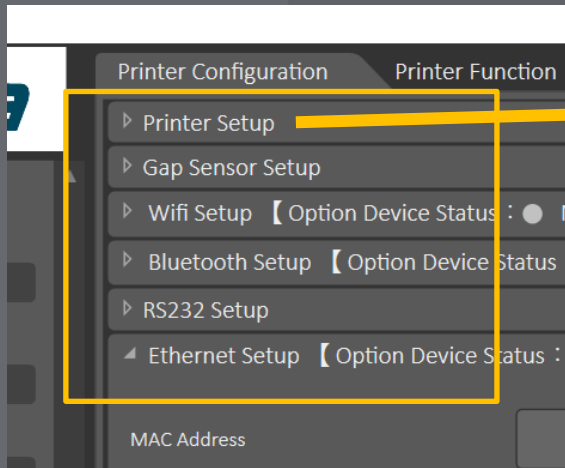 Printer Configuration Printer Function
Printer Setup
Gap Sensor Setup
Wifi Setup 【Option Device Status：
Bluetooth Setup 【Option Device Status
RS232 Setup
Ethernet Setup 【Option Device Status：
MAC Address